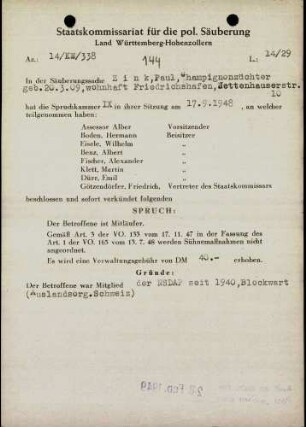 Staatskommissariat für die pol. Säuberung
Land Württemberg-Hohenzollern
Az.: 14/XX/338
144
L: 14/29
In der Säuberungssache Z i n k, Paul, Champignonzüchter
geb. 20.3.09, wohnhaft Friedrichshafen, Jettenhauserstr.
10
hat die Spruchkammer IX in ihrer Sitzung am 17.9.1948, an welcher
teilgenommen haben:
Assessor Alber Vorsitzender
Boden, Hermann Beisitzer
Eisele, Wilhelm „
Benz, Albert „
Fischer, Alexander „
Klett, Martin „
Dürr, Emil „
Götzendörfer, Friedrich, Vertreter des Staatskommissars
beschlossen und sofort verkündet folgenden
SPRUCH:
Der Betroffene ist Mitläufer.
Gemäß Art. 3 der VO. 133 vom 17. 11. 47 in der Fassung des
Art. 1 der VO. 165 vom 13. 7. 48 werden Sühnemaßnahmen nicht
angeordnet.
Es wird eine Verwaltungsgebühr von DM 40.- erhoben.
Gründe:
Der Betroffene war Mitglied der NSDAP seit 1940, Blockwart
(Auslandsorg. Schweiz)
FEB. 1949